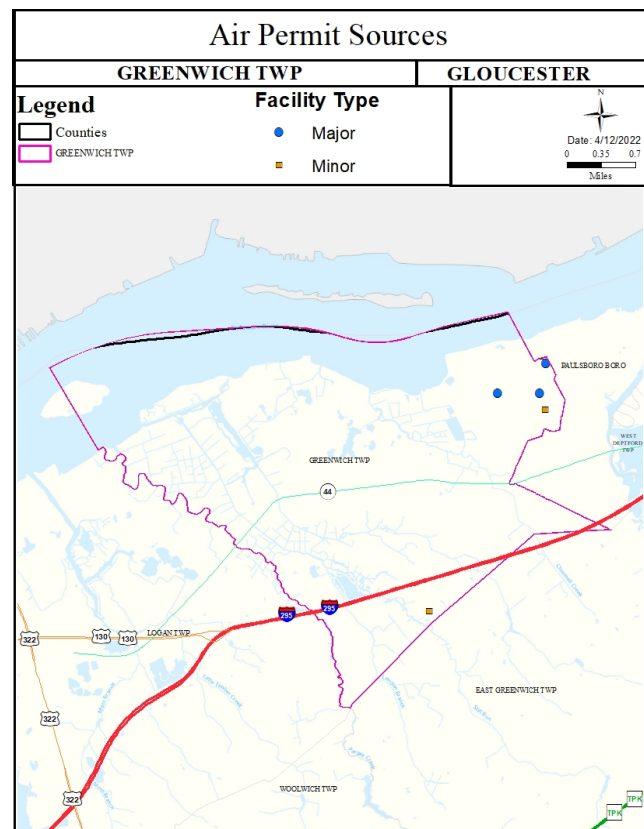 Air Permit Sources
GREENWICH TWP
GLOUCESTER
Legend
Counties
GREENWICH TWP
Facility Type
Major
Minor
N
Date: 4/12/2022
0 0.35 0.7
Miles
PAULSBORO BORO
WEST
DEPTFORD
TWP
GREENWICH TWP
44
295
295
322
130
130
LOGAN TWP
EAST GREENWICH TWP
322
WOOLWICH TWP
322
TPK
TPK